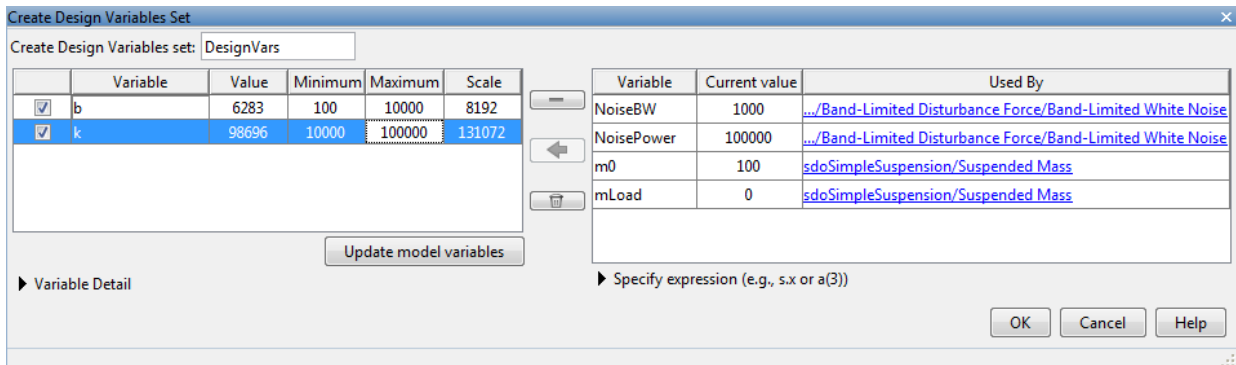 Create Design Variables Set
Create Design Variables set: DesignVars
Variable Value Minimum Maximum Scale
b 6283 100 10000 8192
k 98696 10000 100000 131072
Update model variables
Variable Detail
Variable Current value Used By
NoiseBW 1000 .../Band-Limited Disturbance Force/Band-Limited White Noise
NoisePower 100000 .../Band-Limited Disturbance Force/Band-Limited White Noise
m0 100 sdoSimpleSuspension/Suspended Mass
mLoad 0 sdoSimpleSuspension/Suspended Mass
Specify expression (e.g., s.x or a(3))
OK Cancel Help